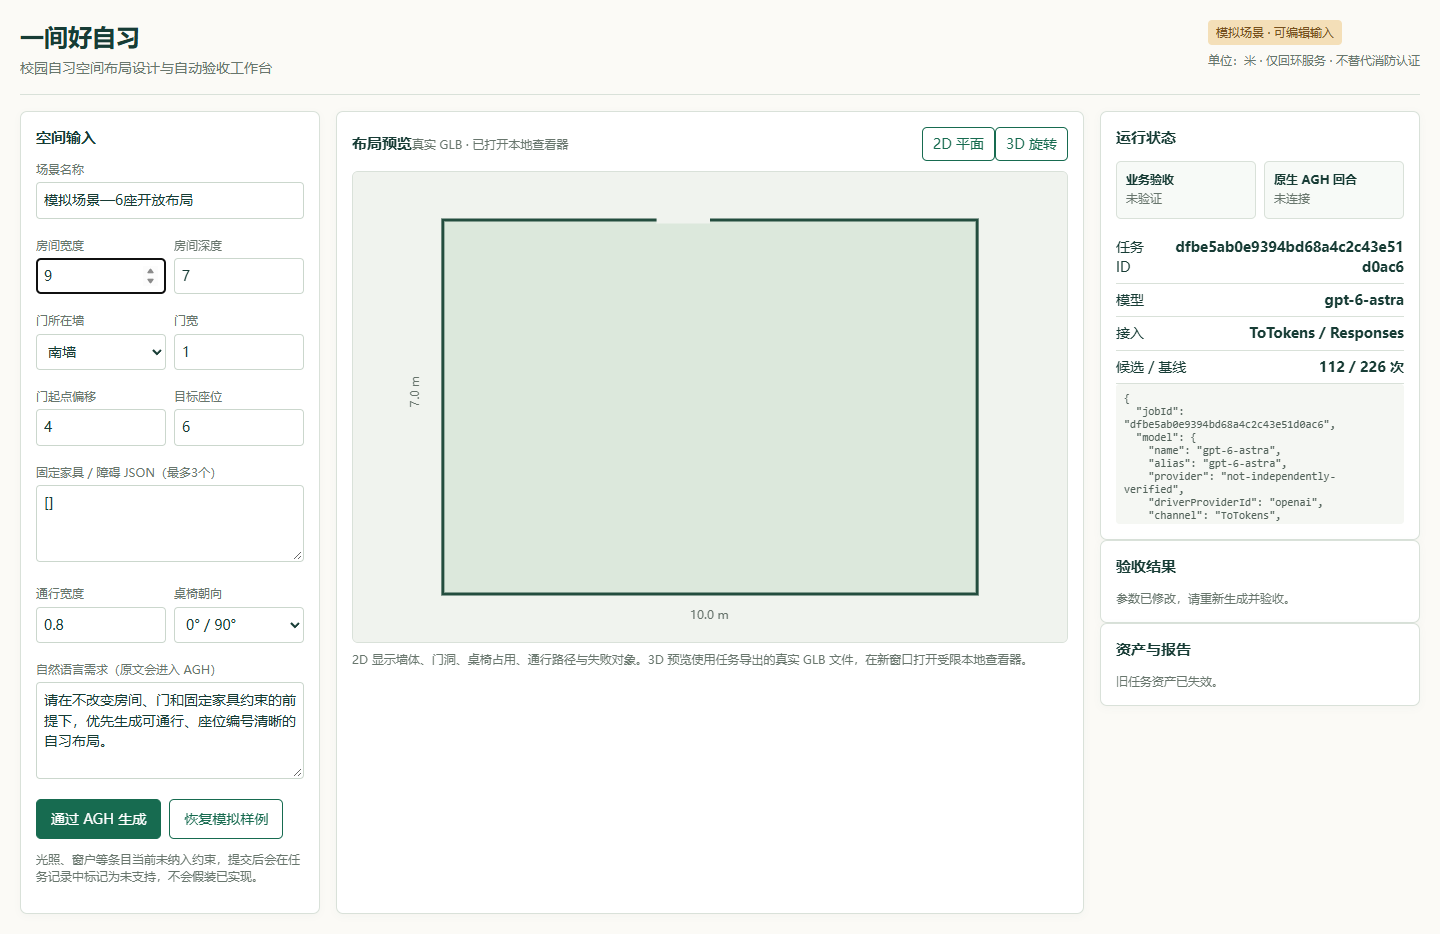 一间好自习
校园自习空间布局设计与自动验收工作台
模拟场景 · 可编辑输入
单位：米 · 仅回环服务 · 不替代消防认证
空间输入
场景名称
模拟场景—6座开放布局
房间宽度
房间深度
9
7
门所在墙
门宽
南墙
1
门起点偏移
目标座位
4
6
固定家具 / 障碍 JSON（最多3个）
[]
通行宽度
桌椅朝向
0.8
0° / 90°
自然语言需求（原文会进入 AGH）
请在不改变房间、门和固定家具约束的前
提下，优先生成可通行、座位编号清晰的
自习布局。
通过 AGH 生成
恢复模拟样例
光照、窗户等条目当前未纳入约束，提交后会在任
务记录中标记为未支持，不会假装已实现。
布局预览真实 GLB · 已打开本地查看器
2D 平面
3D 旋转
7.0 m
10.0 m
2D 显示墙体、门洞、桌椅占用、通行路径与失败对象。3D 预览使用任务导出的真实 GLB 文件，在新窗口打开受限本地查看器。
运行状态
业务验收
未验证
原生 AGH 回合
未连接
任务
ID
dfbe5ab0e9394bd68a4c2c43e51
d0ac6
模型
gpt-6-astra
接入
ToTokens / Responses
候选 / 基线
112 / 226 次
{
"jobId":
"dfbe5ab0e9394bd68a4c2c43e51d0ac6",
"model": {
"name": "gpt-6-astra",
"alias": "gpt-6-astra",
"provider": "not-independently-
verified",
"driverProviderId": "openai",
"channel": "ToTokens",
验收结果
参数已修改，请重新生成并验收。
资产与报告
旧任务资产已失效。